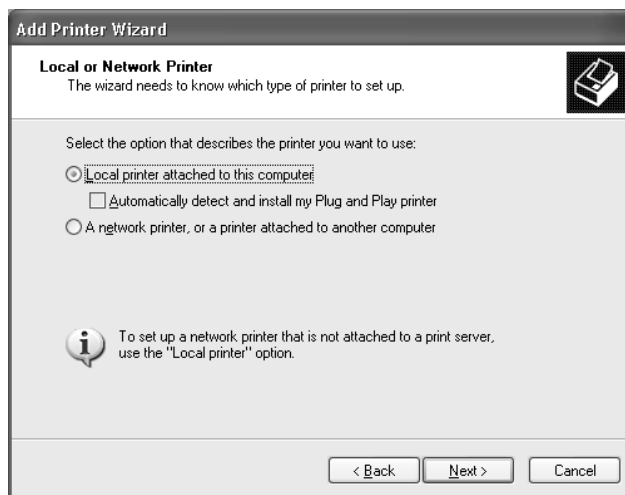 Add Printer Wizard
Local or Network Printer
The wizard needs to know which type of printer to set up.
Select the option that describes the printer you want to use:
Local printer attached to this computer
Automatically detect and install my Plug and Play printer
A network printer, or a printer attached to another computer
To set up a network printer that is not attached to a print server,
use the "Local printer" option.
< Back
Next >
Cancel